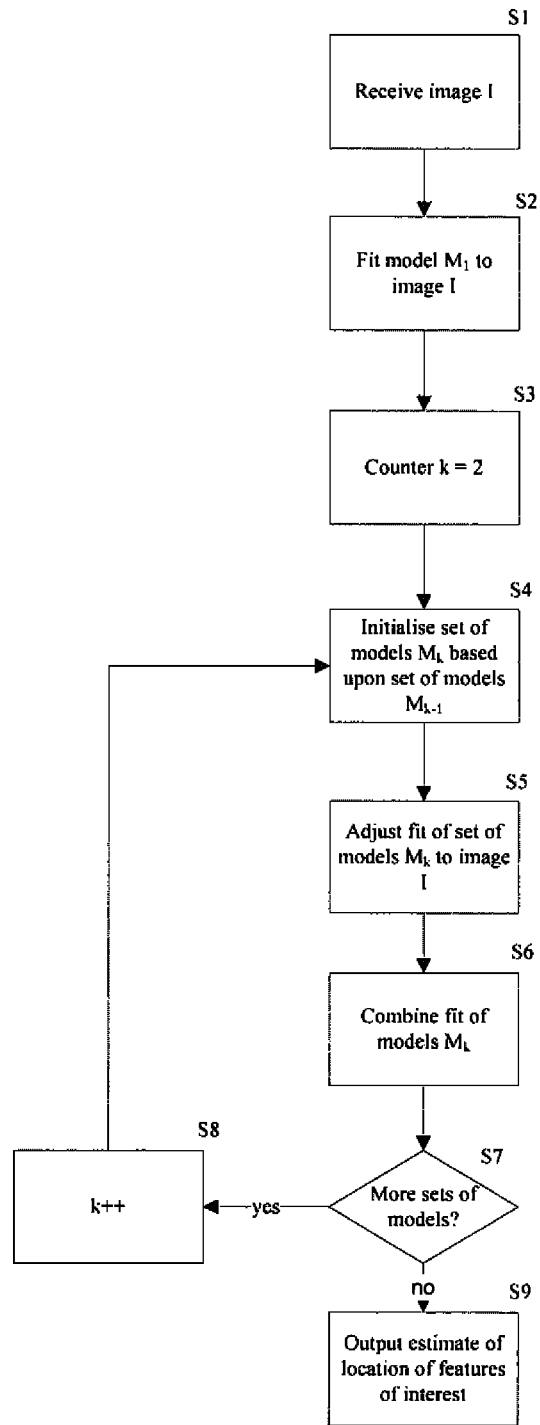 S1
Receive image I
S2
Fit model M₁ to
image I
S3
Counter k = 2
S4
Initialise set of
models Mₖ based
upon set of models
Mₖ₋₁
S5
Adjust fit of set of
models Mₖ to image
I
S6
Combine fit of
models Mₖ
S7
More sets of
models?
yes
S8
k++
no
S9
Output estimate of
location of features
of interest